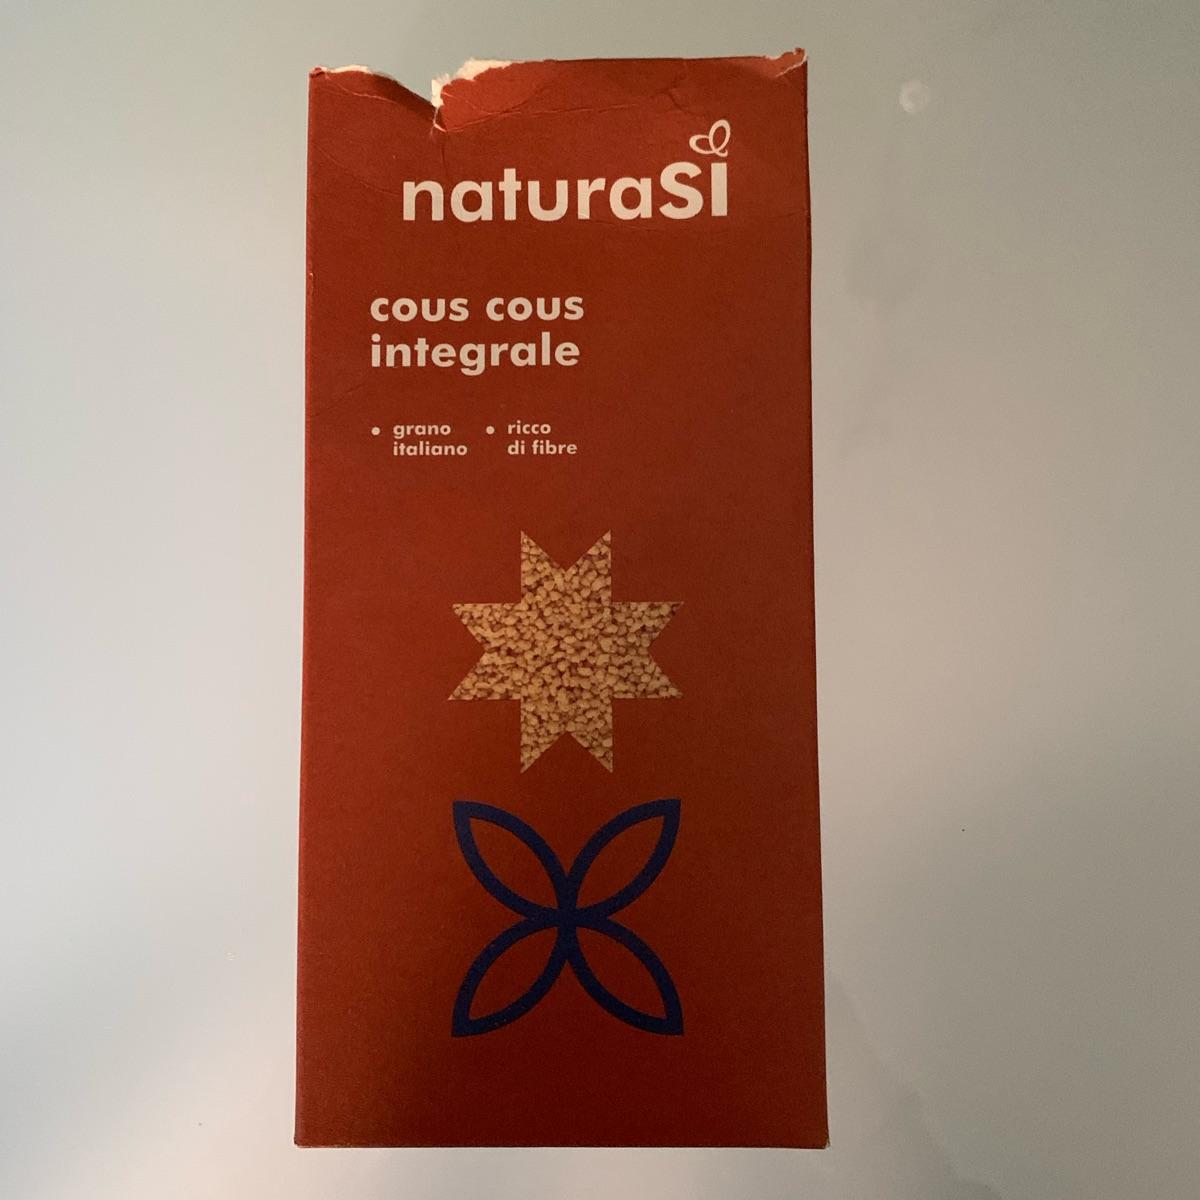 naturasì
cous cous
integrale
• grano • ricco
italiano di fibre